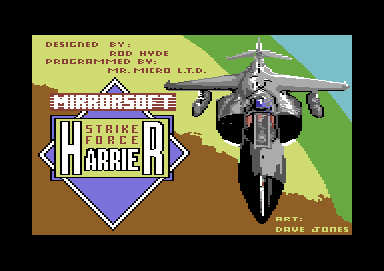 DESIGNED BY:
ROD HYDE
PROGRAMMED BY:
MR.MICRO L.T.D.
MIRRORSOFT
STRIKE
FORCE
HARRIER
ART:
DAVE JONES